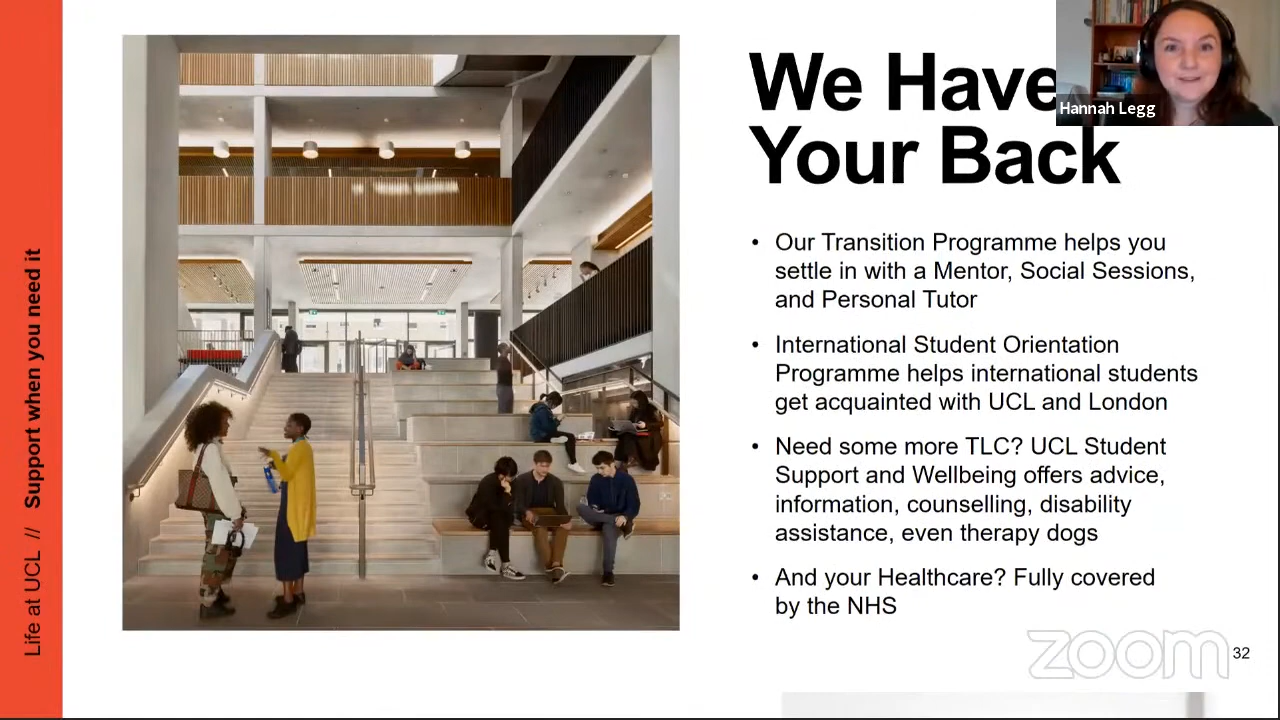 We Have
Your Back
Hannah Legg
• Our Transition Programme helps you
settle in with a Mentor, Social Sessions,
and Personal Tutor
• International Student Orientation
Programme helps international students
get acquainted with UCL and London
• Need some more TLC? UCL Student
Support and Wellbeing offers advice,
information, counselling, disability
assistance, even therapy dogs
• And your Healthcare? Fully covered
by the NHS
Life at UCL // Support when you need it
zoom
32